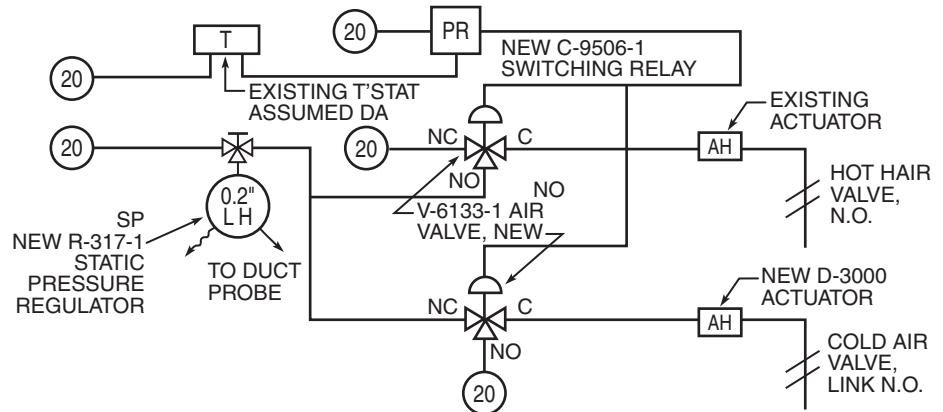 20
PR
T
NEW C-9506-1
SWITCHING RELAY
20
EXISTING T'STAT
ASSUMED DA
EXISTING
ACTUATOR
20
20
NC
C
AH
NO
HOT HAIR
VALVE,
N.O.
0.2"
L H
NO
V-6133-1 AIR
VALVE, NEW
SP
NEW R-317-1
STATIC
PRESSURE
REGULATOR
TO DUCT
PROBE
NEW D-3000
ACTUATOR
NC
C
AH
NO
COLD AIR
VALVE,
LINK N.O.
20